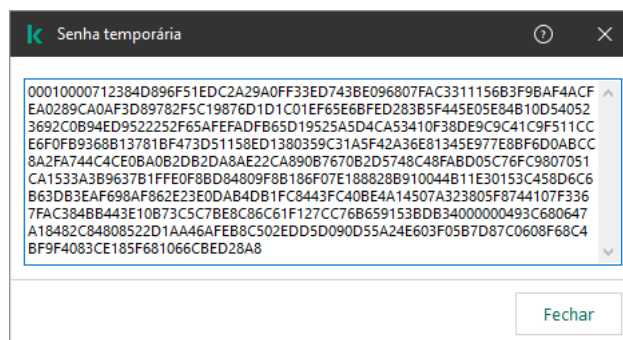 Senha temporária
00010000712384D896F51EDC2A29A0FF33ED743BE096807FAC3311156B3F9BAF4ACF
EA0289CA0AF3D89782F5C19876D1D1C01EF65E6BFED283B5F445E05E84B10D54052
3692C0B94ED9522252F65AFEFADFB65D19525A5D4CA53410F38DE9C9C41C9F511CC
E6F0FB9368B13781BF473D51158ED1380359C31A5F42A36E81345E977E8BF6D0ABCC
8A2FA744C4CE0BA0B2DB2DA8AE22CA890B7670B2D5748C48FABD05C76FC9807051
CA1533A3B9637B1FFE0F8BD84809F8B186F07E188828B910044B11E30153C458D6C6
B63DB3EAF698AF862E23E0DAB4DB1FC8443FC40BE4A14507A323805F8744107F336
7FAC384BB443E10B73C5C7BE8C86C61F127CC76B659153BDB34000000493C680647
A18482C84808522D1AA46AFEB8C502EDD5D090D55A24E603F05B7D87C0608F68C4
BF9F4083CE185F681066CBED28A8
Fechar